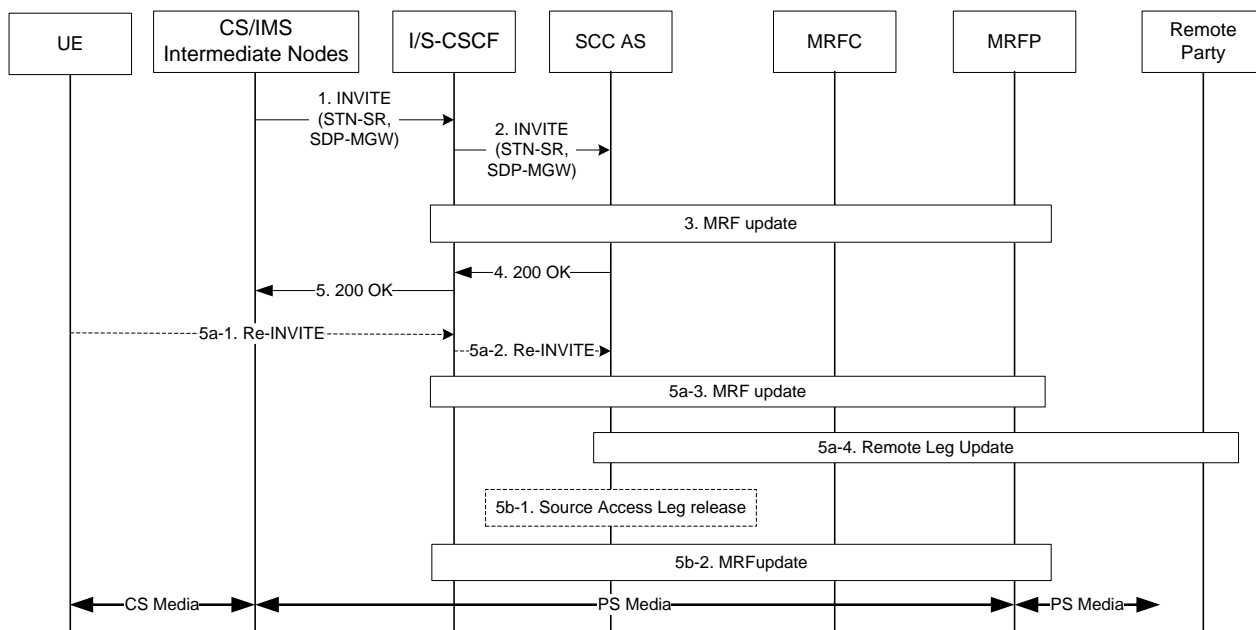 UE
CS/IMS
Intermediate Nodes
I/S-CSCF
SCC AS
MRFC
MRFP
Remote
Party
1. INVITE
(STN-SR,
SDP-MGW)
2. INVITE
(STN-SR,
SDP-MGW)
3. MRF update
4. 200 OK
5. 200 OK
5a-1. Re-INVITE
5a-2. Re-INVITE
5a-3. MRF update
5a-4. Remote Leg Update
5b-1. Source Access Leg release
5b-2. MRFupdate
CS Media
PS Media
PS Media